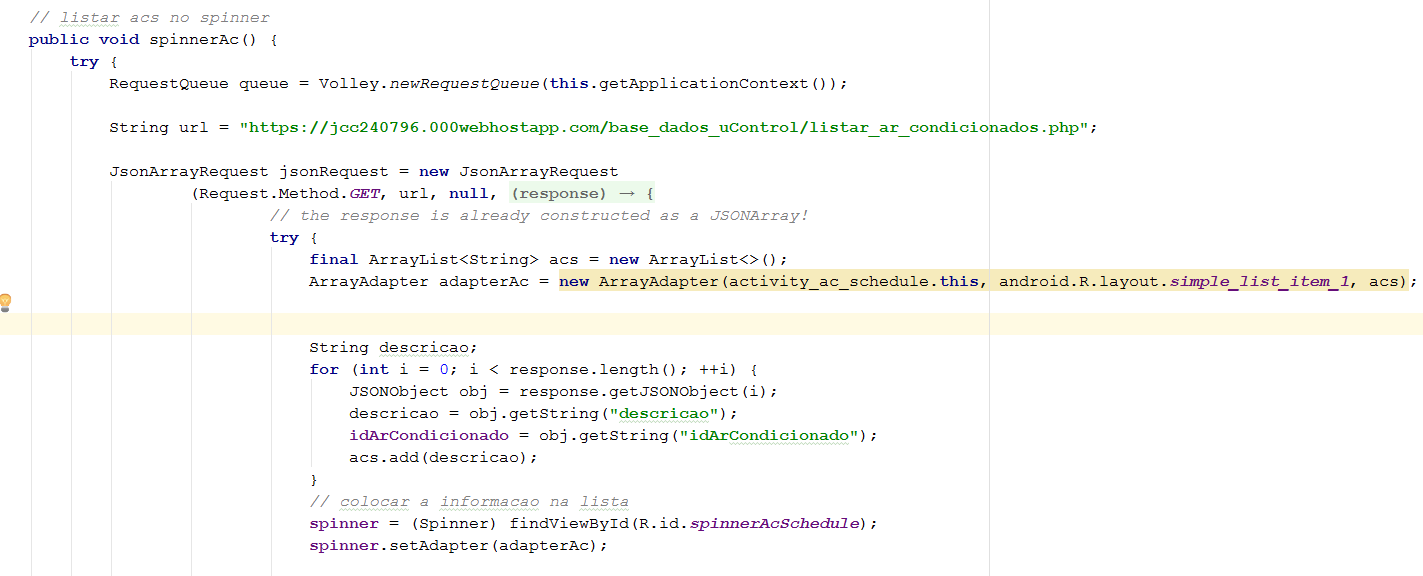 // listar acs no spinner
public void spinnerAc() {
try {
RequestQueue queue = Volley.newRequestQueue(this.getApplicationContext());
String url = "https://jcc240796.000webhostapp.com/base_dados_uControl/listar_ar_condicionados.php";
JsonArrayRequest jsonRequest = new JsonArrayRequest
(Request.Method.GET, url, null, (response) → {
// the response is already constructed as a JSONArray!
try {
final ArrayList<String> acs = new ArrayList<>();
ArrayAdapter adapterAc = new ArrayAdapter(activity_ac_schedule.this, android.R.layout.simple_list_item_1, acs);
String descricao;
for (int i = 0; i < response.length(); ++i) {
JSONObject obj = response.getJSONObject(i);
descricao = obj.getString("descricao");
idArCondicionado = obj.getString("idArCondicionado");
acs.add(descricao);
}
// colocar a informacao na lista
spinner = (Spinner) findViewById(R.id.spinnerAcSchedule);
spinner.setAdapter(adapterAc);